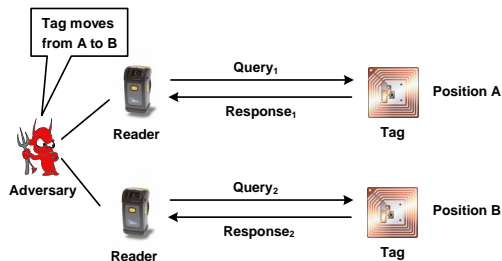 Tag moves
from A to B
Query1
Response1
Reader
Tag
Position A
Adversary
Query2
Response2
Reader
Tag
Position B